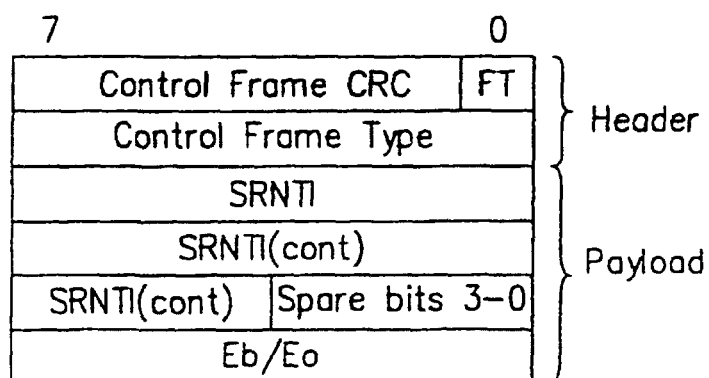 7 0
Control Frame CRC FT
Header
Control Frame Type
SRNTI
SRNTI(cont)
Payload
SRNTI(cont) Spare bits 3-0
Eb/Eo